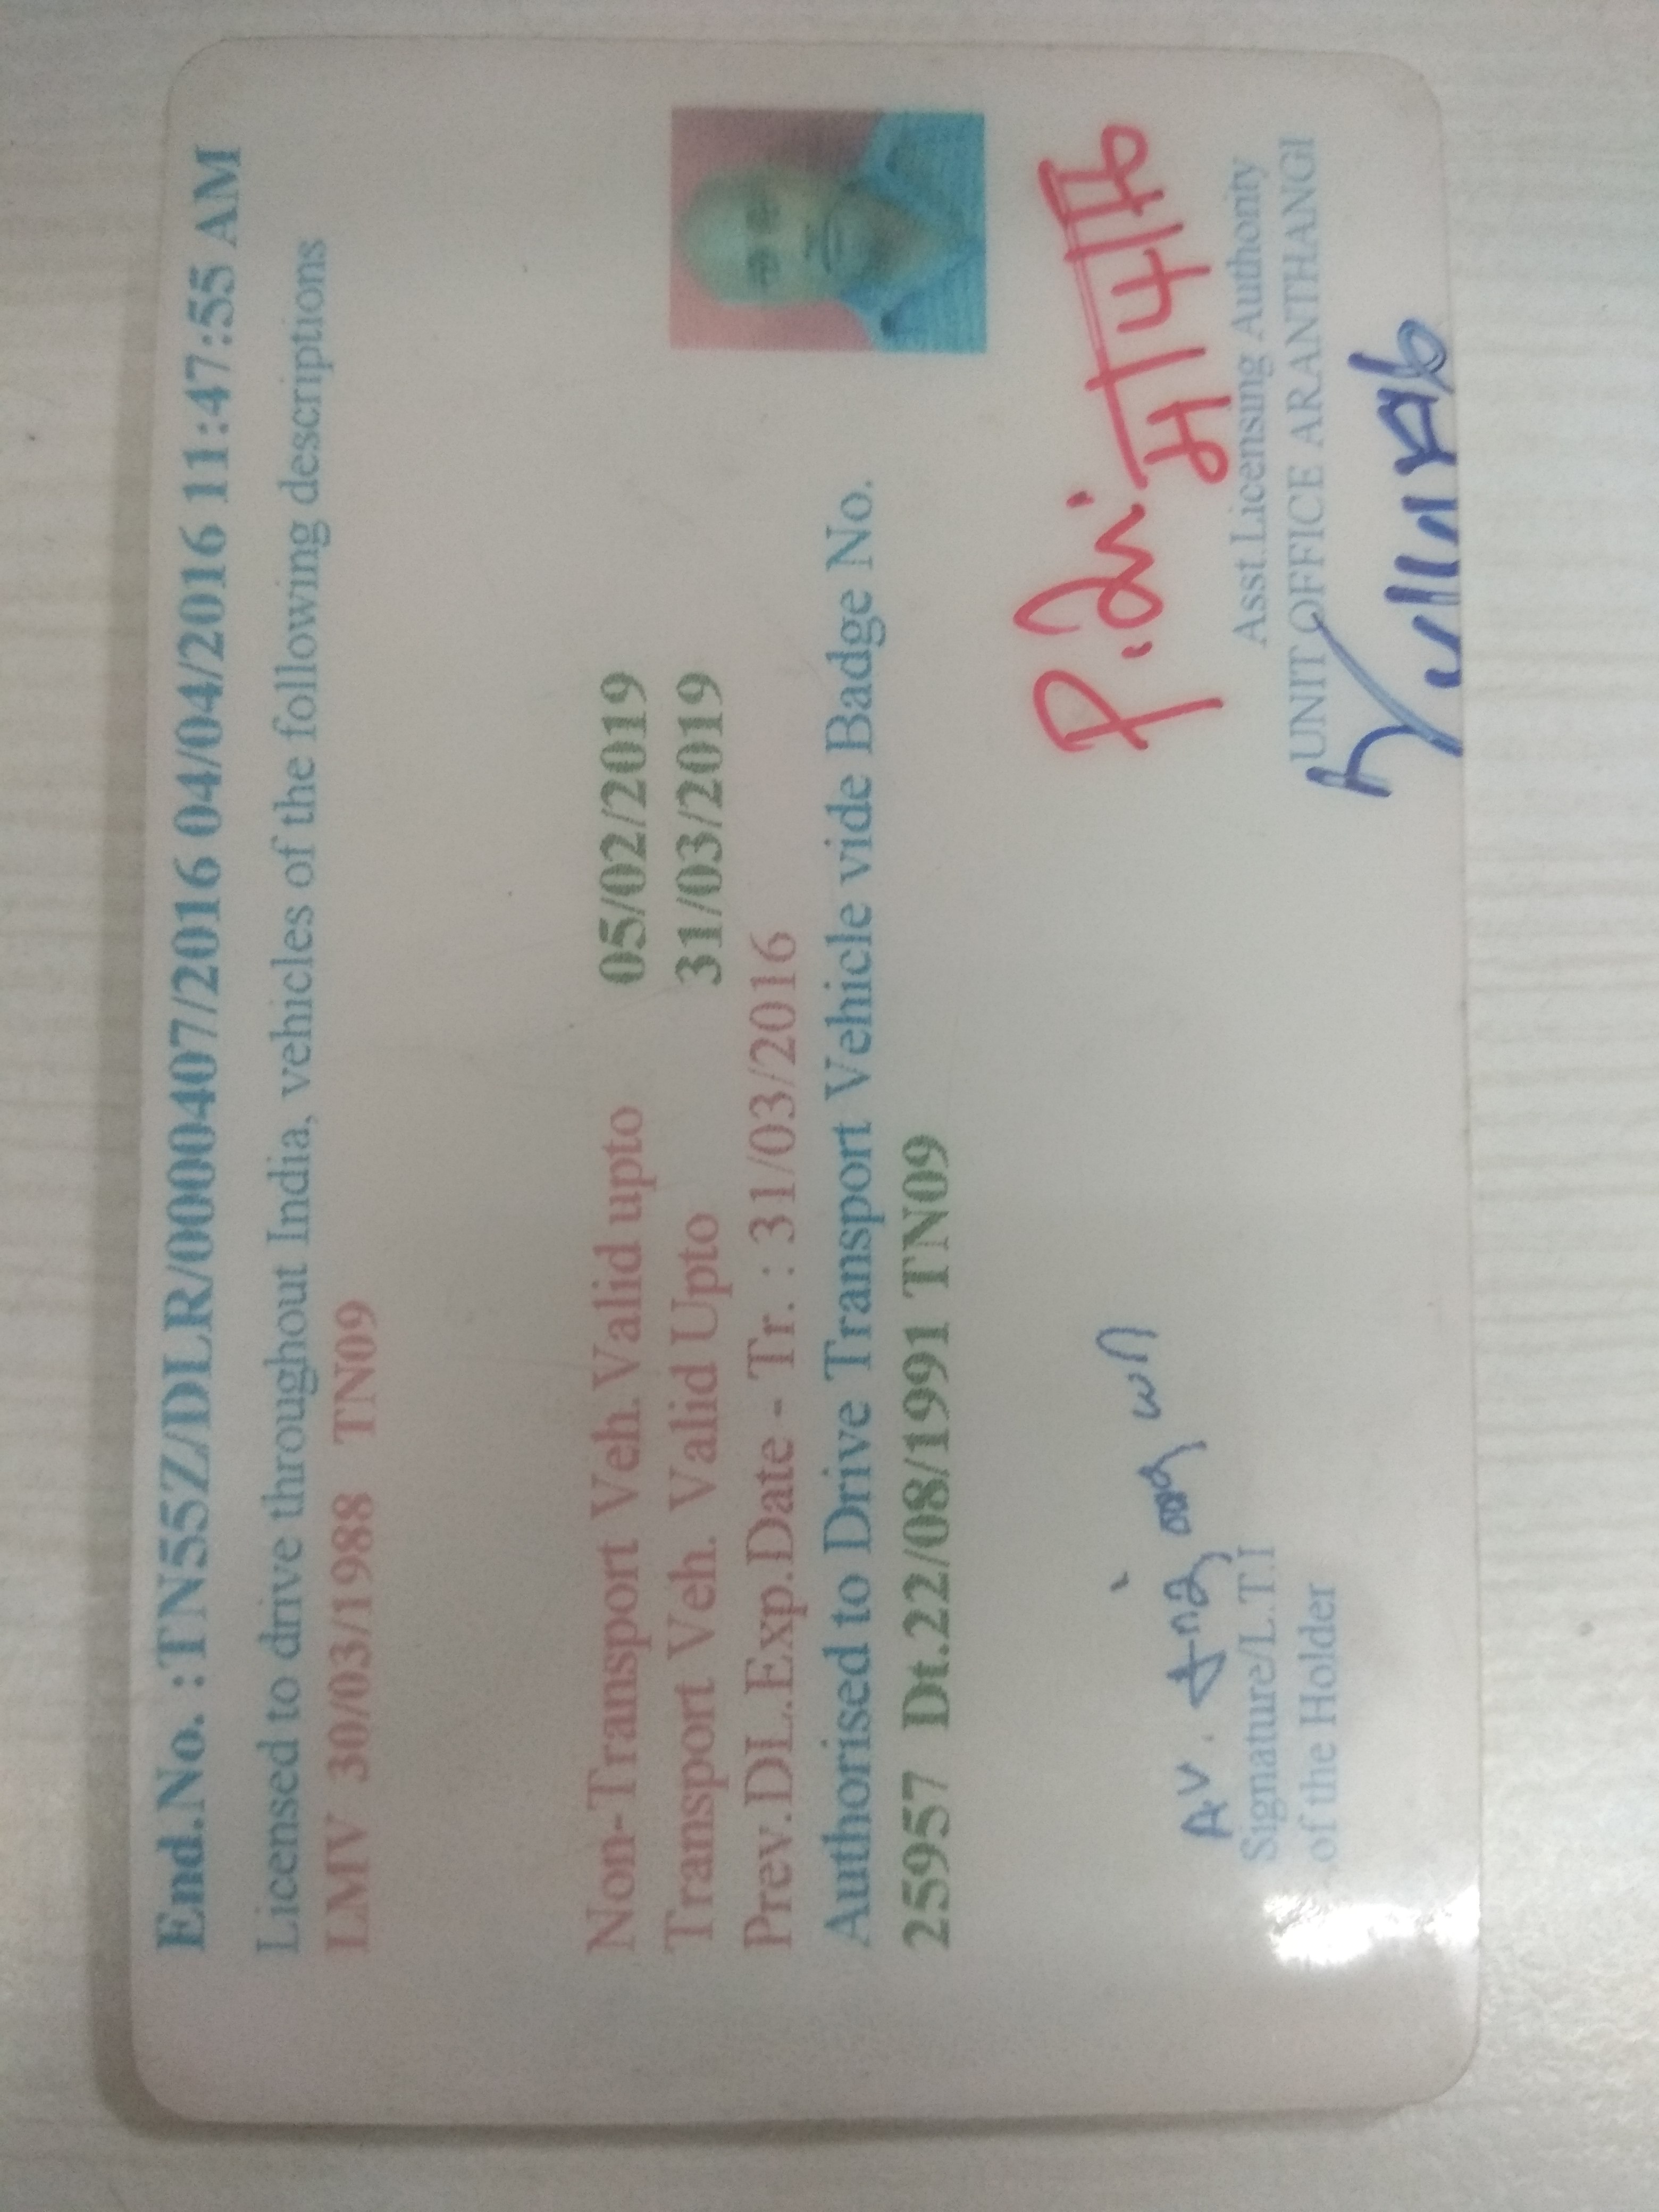 End.No. :TN55Z/DLR/000407/2016 04/04/2016 11:47:55 AM
Licensed to drive throughout India, vehicles of the following descriptions
LMV 30/03/1988 TN09
Non-Transport Veh.Valid upto 05/02/2019
Transport Veh. Valid Upto 31/03/2019
Prev.DL.Exp.Date - Tr. : 31/03/2016
Authorised to Drive Transport Vehicle vide Badge No.
25957 Dt.22/08/1991 TN09
AV.
Signature/L.T.I
of the Holder
Asst.Licensing Authority
UNIT OFFICE ARANTHANGI